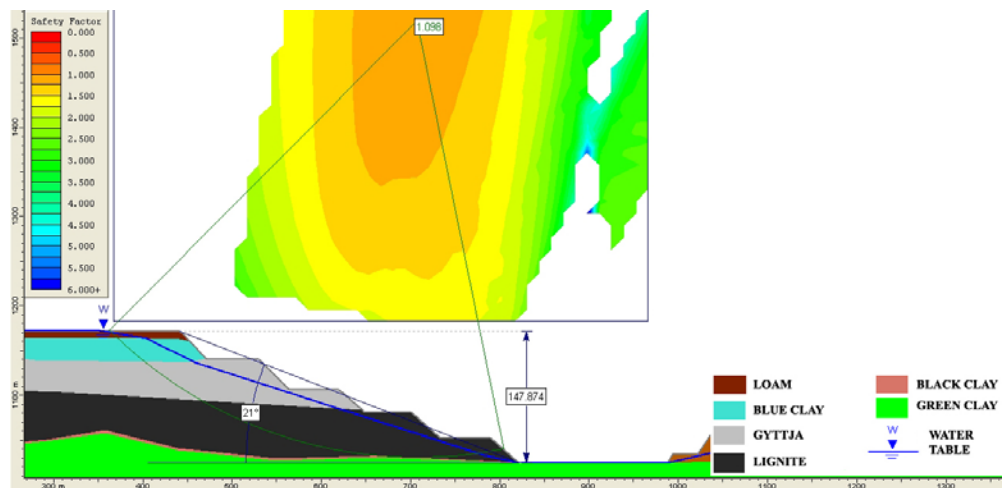 Safety Factor
0.000
0.500
1.000
1.500
2.000
2.500
3.000
3.500
4.000
4.500
5.000
5.500
6.000+
1.098
1500
1400
1300
1200
1100
W
21°
147.874
LOAM
BLUE CLAY
GYTTJA
LIGNITE
BLACK CLAY
GREEN CLAY
W
WATER
TABLE
300 m
400
500
600
700
800
900
1000
1100
1200
1300